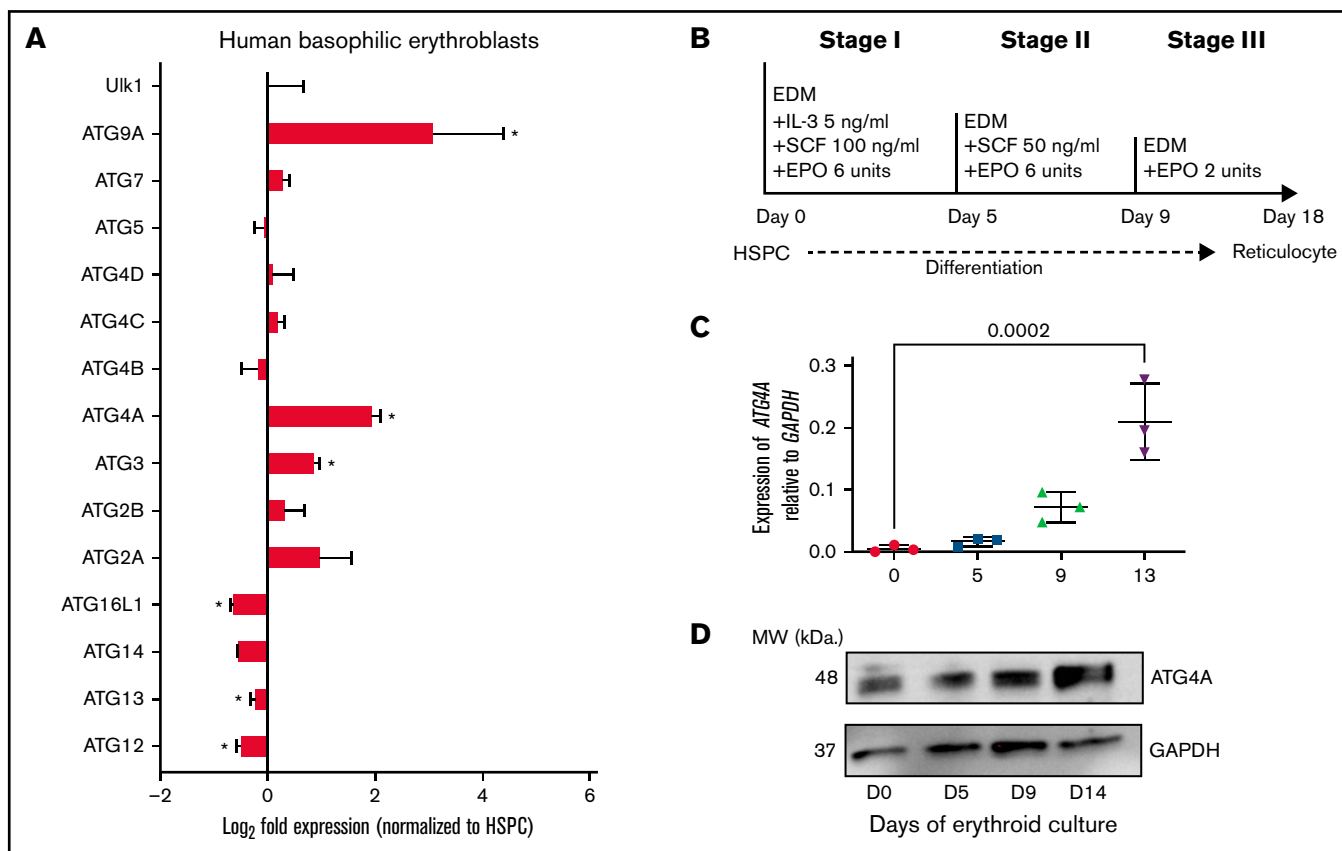 A
Human basophilic erythroblasts
Ulk1
ATG9A
*
ATG7
ATG5
ATG4D
ATG4C
ATG4B
ATG4A
*
ATG3
*
ATG2B
ATG2A
ATG16L1
*
ATG14
ATG13
*
ATG12
*
−2
0
2
4
6
Log₂ fold expression (normalized to HSPC)
B
Stage I
Stage II
Stage III
EDM
+IL-3 5 ng/ml
+SCF 100 ng/ml
+EPO 6 units
EDM
+SCF 50 ng/ml
+EPO 6 units
EDM
+EPO 2 units
Day 0
Day 5
Day 9
Day 18
HSPC
Differentiation
Reticulocyte
C
0.0002
Expression of ATG4A
relative to GAPDH
0.3
0.2
0.1
0.0
0
5
9
13
D
MW (kDa.)
48
ATG4A
37
GAPDH
D0
D5
D9
D14
Days of erythroid culture